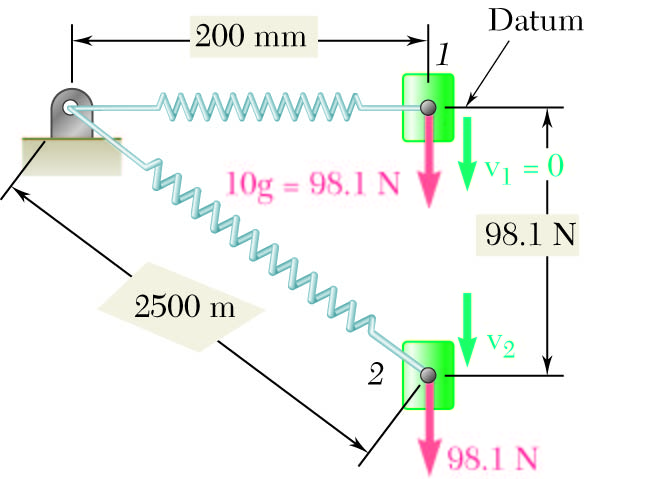 Datum
200 mm
1
10g = 98.1 N
v₁ = 0
98.1 N
2500 m
v₂
2
98.1 N